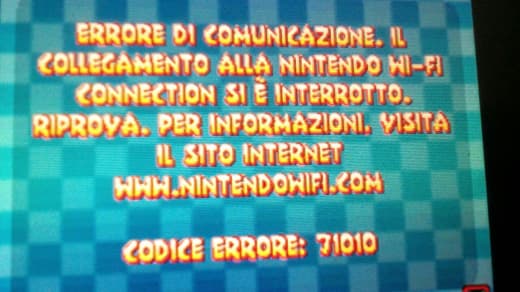 ERRORE DI COMUNICAZIONE. IL
COLLEGAMENTO ALLA NINTENDO WI-FI
CONNECTION SI È INTERROTTO.
RIPROVA. PER INFORMAZIONI, VISITA
IL SITO INTERNET
WWW.NINTENDOWIFI.COM
CODICE ERRORE: 71010